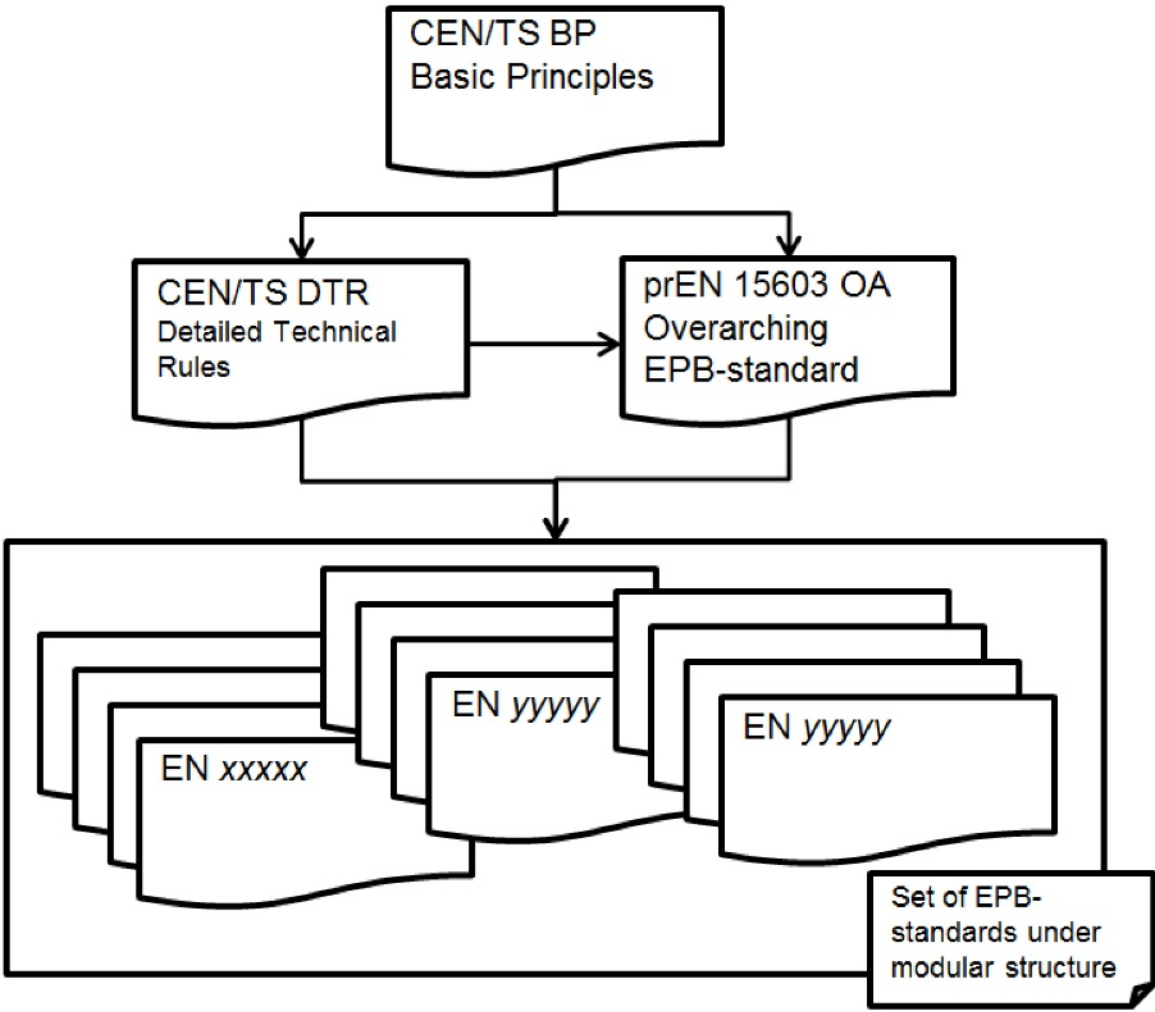 CEN/TS BP
Basic Principles
CEN/TS DTR
Detailed Technical
Rules
prEN 15603 OA
Overarching
EPB-standard
EN xxxxx
EN yyyyy
EN yyyyy
Set of EPB-
standards under
modular structure